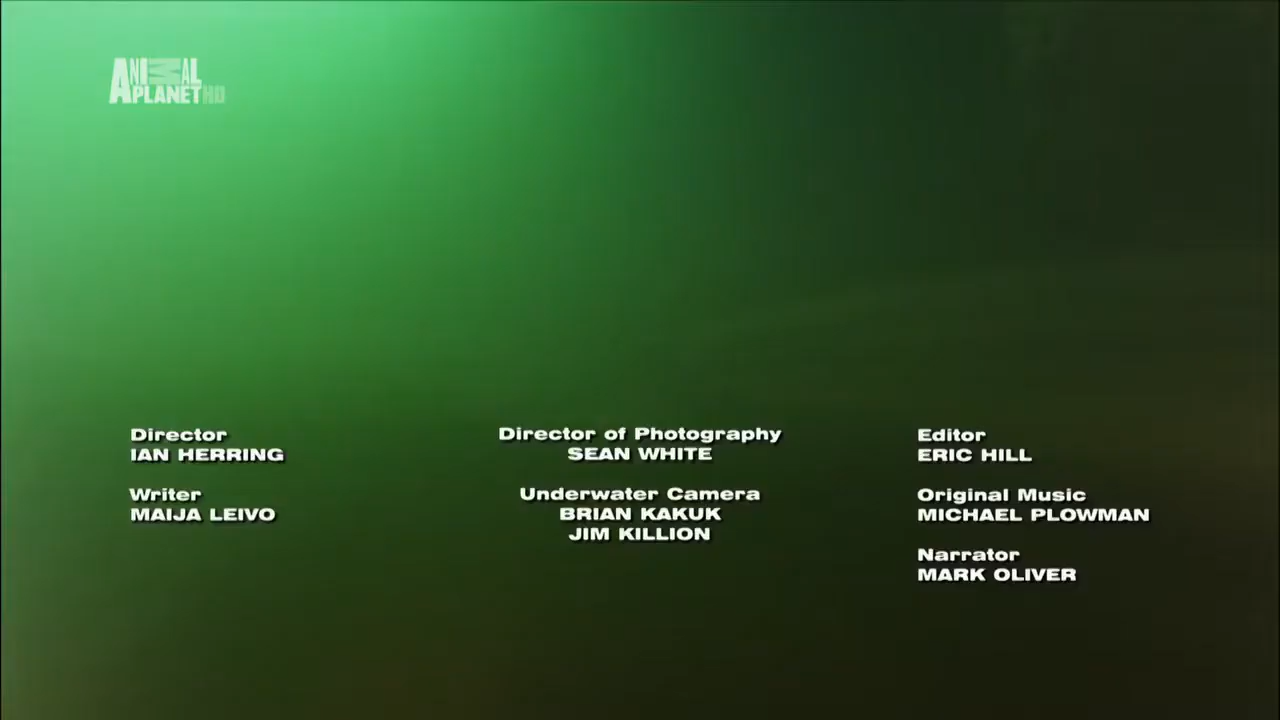 ANIMAL
PLANET HD
Director
IAN HERRING
Writer
MAIJA LEIVO
Director of Photography
SEAN WHITE
Underwater Camera
BRIAN KAKUK
JIM KILLION
Editor
ERIC HILL
Original Music
MICHAEL PLOWMAN
Narrator
MARK OLIVER